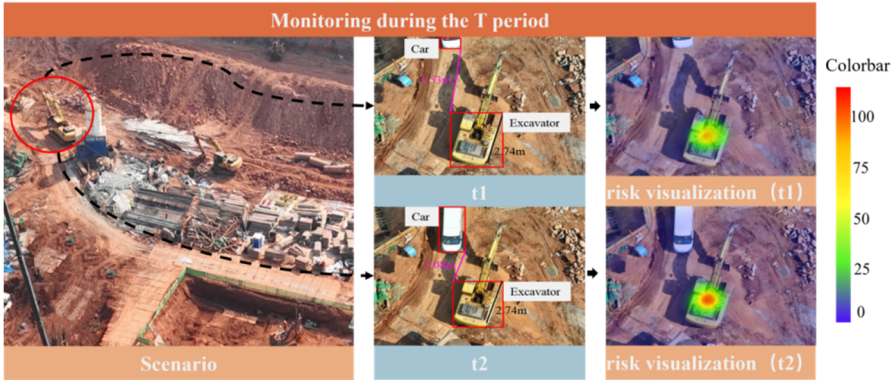 Monitoring during the T period
Car
Excavator
2.74m
t1
risk visualization（t1）
Car
Excavator
2.74m
Scenario
t2
risk visualization（t2）
Colorbar
100
75
50
25
0